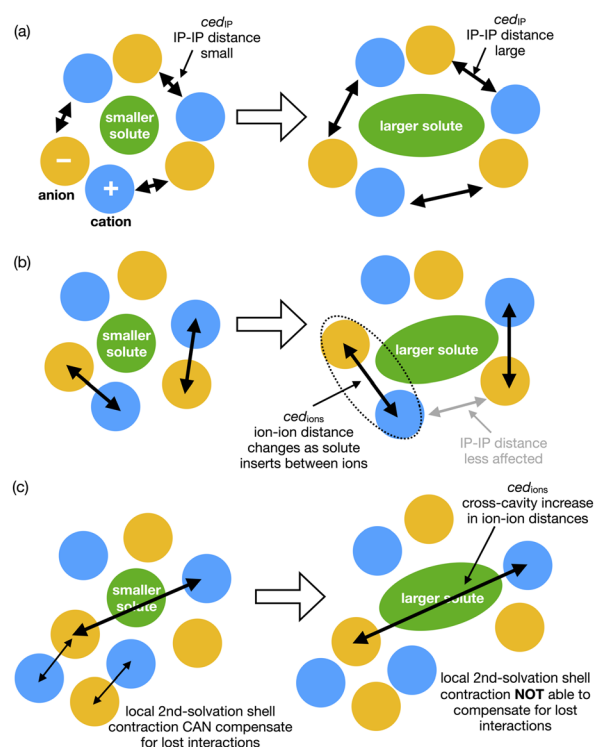 (a)
ced_IP
IP-IP distance
small
smaller
solute
−
+
anion
cation
ced_IP
IP-IP distance
large
larger solute
(b)
smaller
solute
larger solute
ced_ions
ion-ion distance
changes as solute
inserts between ions
IP-IP distance
less affected
(c)
smaller
solute
local 2nd-solvation shell
contraction CAN compensate
for lost interactions
ced_ions
cross-cavity increase
in ion-ion distances
larger solute
local 2nd-solvation shell
contraction NOT able to
compensate for lost
interactions